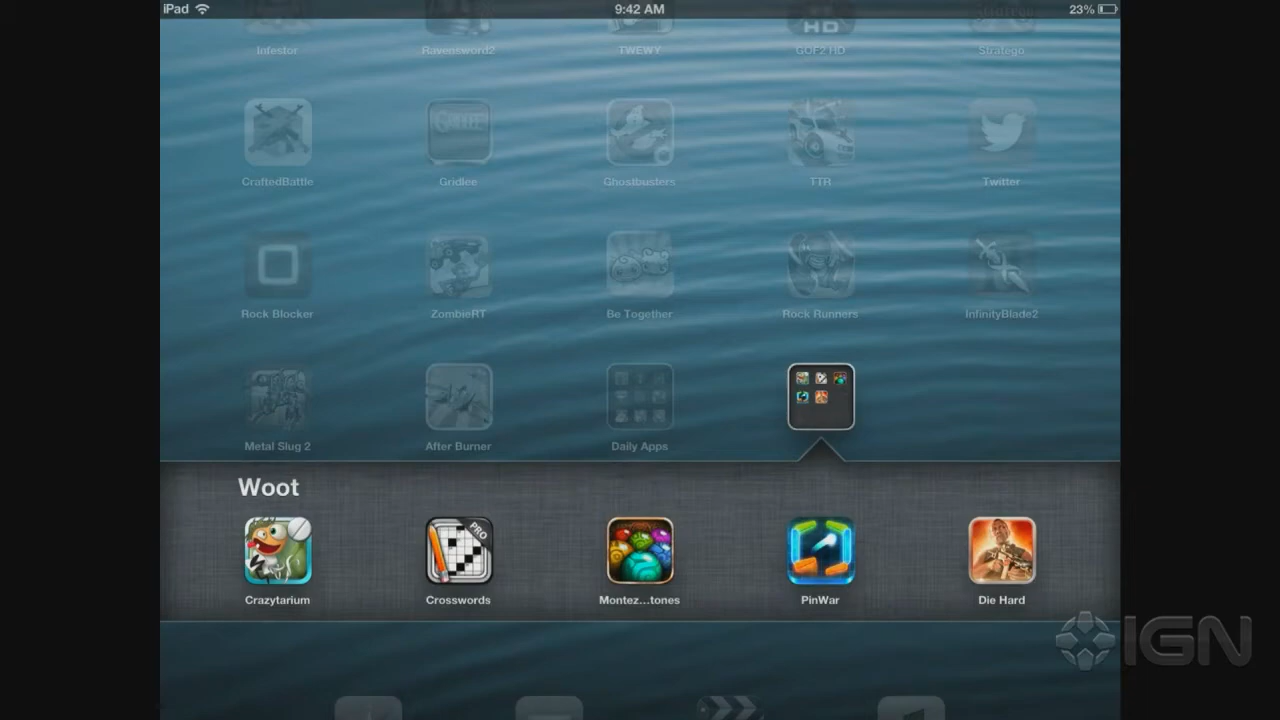 iPad 9:42 AM 23%
Infestor Ravensword2 TWEWY GOF2 HD Stratego
HD
CraftedBattle Gridlee Ghostbusters TTR Twitter
Rock Blocker ZombieRT Be Together Rock Runners InfinityBlade2
Metal Slug 2 After Burner Daily Apps
Woot
PRO
Crazytarium Crosswords Montez...tones PinWar Die Hard
IGN